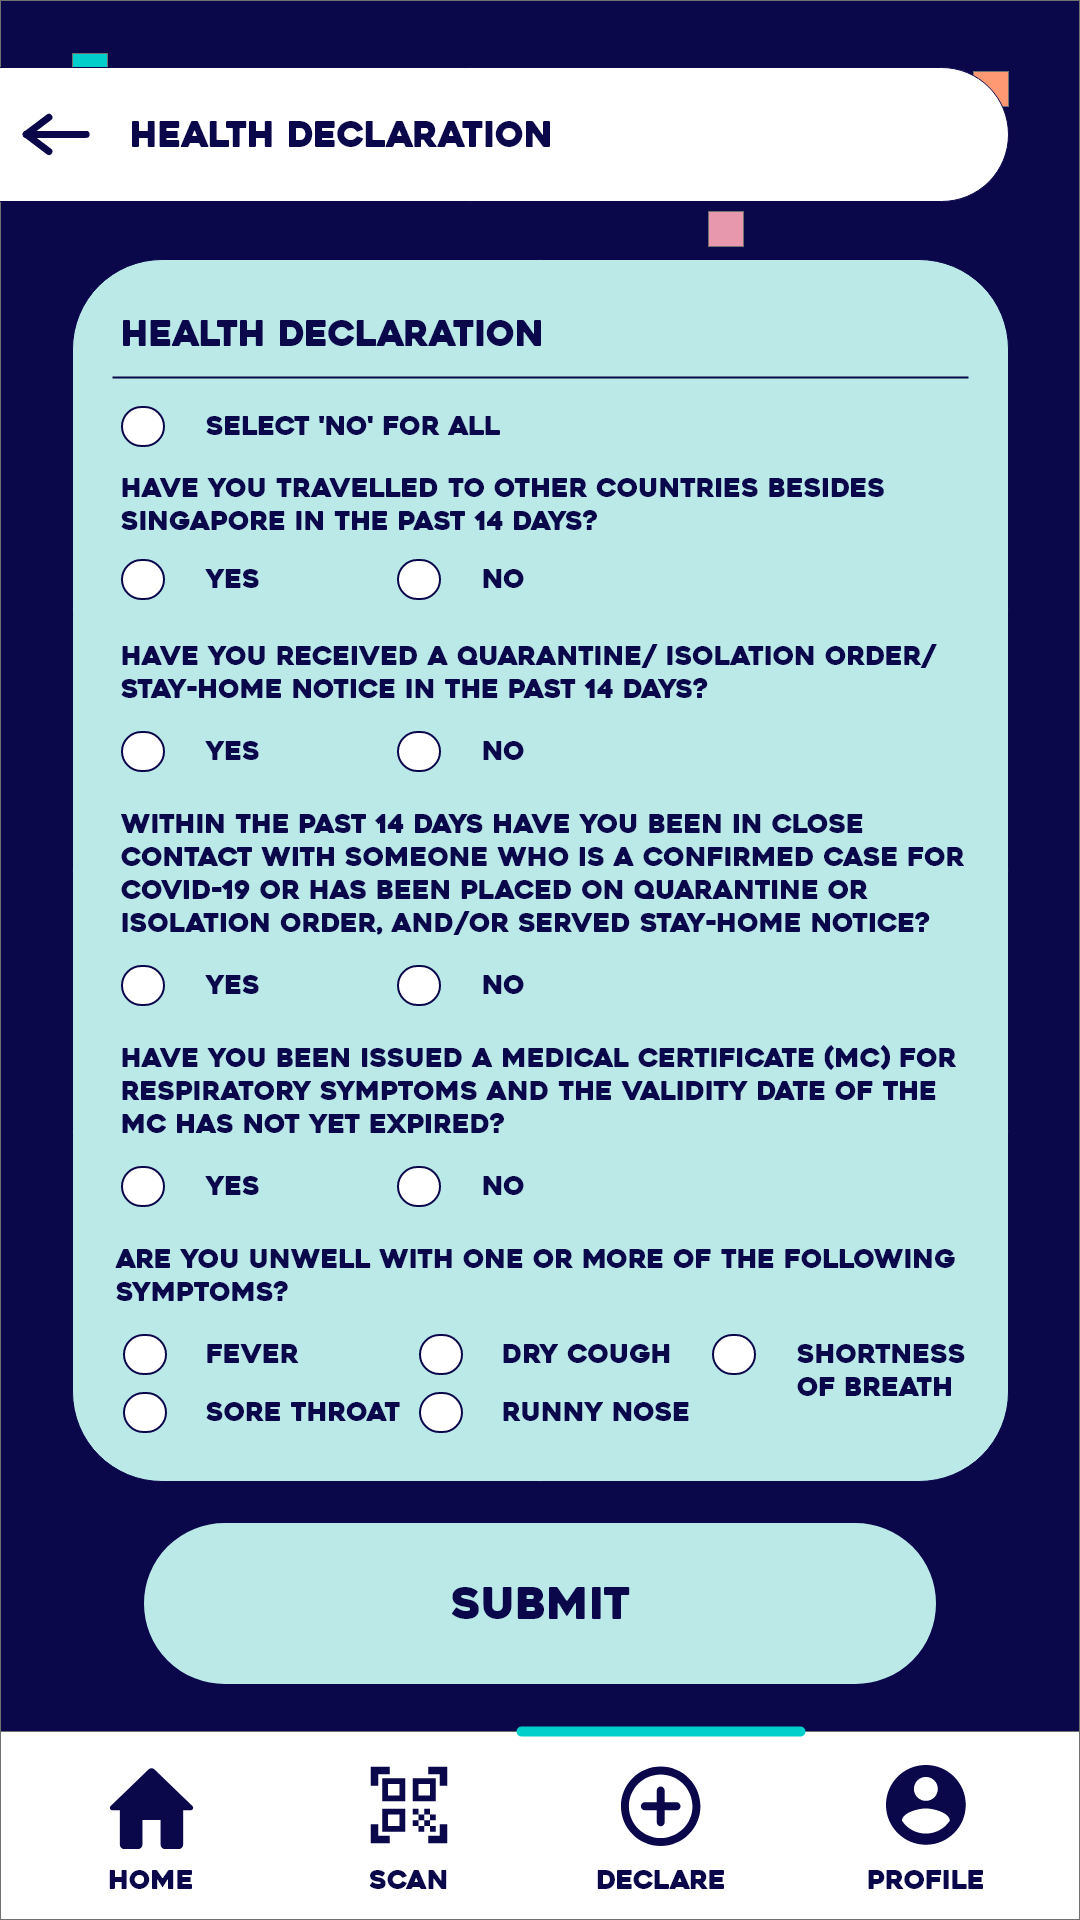 HEALTH DECLARATION
HEALTH DECLARATION
SELECT 'NO' FOR ALL
HAVE YOU TRAVELLED TO OTHER COUNTRIES BESIDES
SINGAPORE IN THE PAST 14 DAYS?
YES NO
HAVE YOU RECEIVED A QUARANTINE/ ISOLATION ORDER/
STAY-HOME NOTICE IN THE PAST 14 DAYS?
YES NO
WITHIN THE PAST 14 DAYS HAVE YOU BEEN IN CLOSE
CONTACT WITH SOMEONE WHO IS A CONFIRMED CASE FOR
COVID-19 OR HAS BEEN PLACED ON QUARANTINE OR
ISOLATION ORDER, AND/OR SERVED STAY-HOME NOTICE?
YES NO
HAVE YOU BEEN ISSUED A MEDICAL CERTIFICATE (MC) FOR
RESPIRATORY SYMPTOMS AND THE VALIDITY DATE OF THE
MC HAS NOT YET EXPIRED?
YES NO
ARE YOU UNWELL WITH ONE OR MORE OF THE FOLLOWING
SYMPTOMS?
FEVER DRY COUGH SHORTNESS
OF BREATH
SORE THROAT RUNNY NOSE
SUBMIT
HOME SCAN DECLARE PROFILE